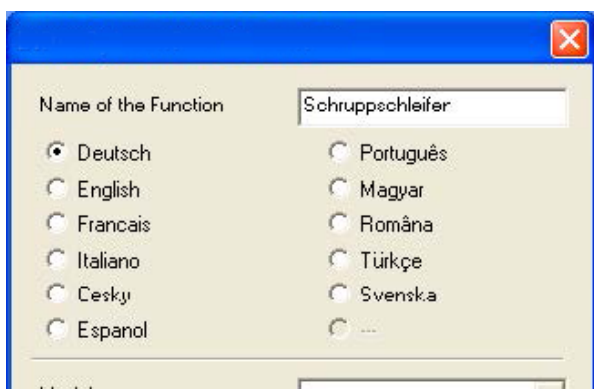 Name of the Function Schruppschleifer
Deutsch Português
English Magyar
Francais Româna
Italiano Türkçe
Cesky Svenska
Espanol ---